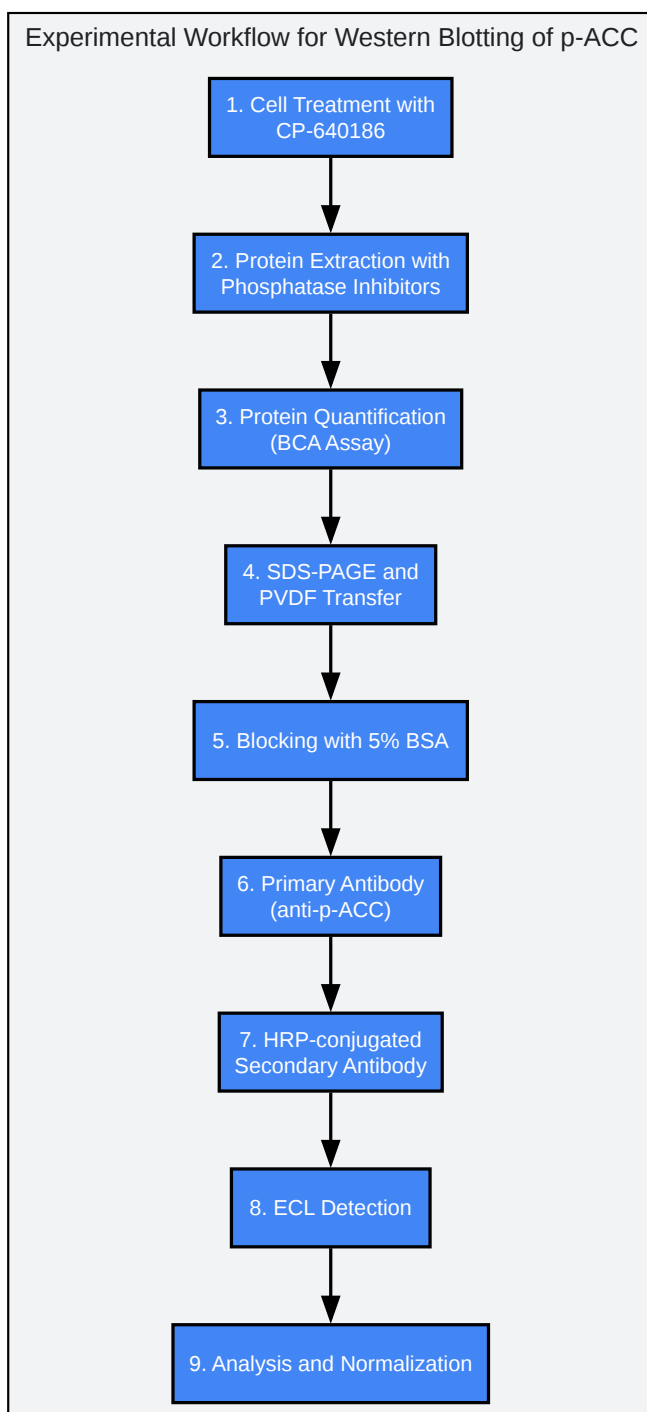 Experimental Workflow for Western Blotting of p-ACC
1. Cell Treatment with
CP-640186
2. Protein Extraction with
Phosphatase Inhibitors
3. Protein Quantification
(BCA Assay)
4. SDS-PAGE and
PVDF Transfer
5. Blocking with 5% BSA
6. Primary Antibody
(anti-p-ACC)
7. HRP-conjugated
Secondary Antibody
8. ECL Detection
9. Analysis and Normalization